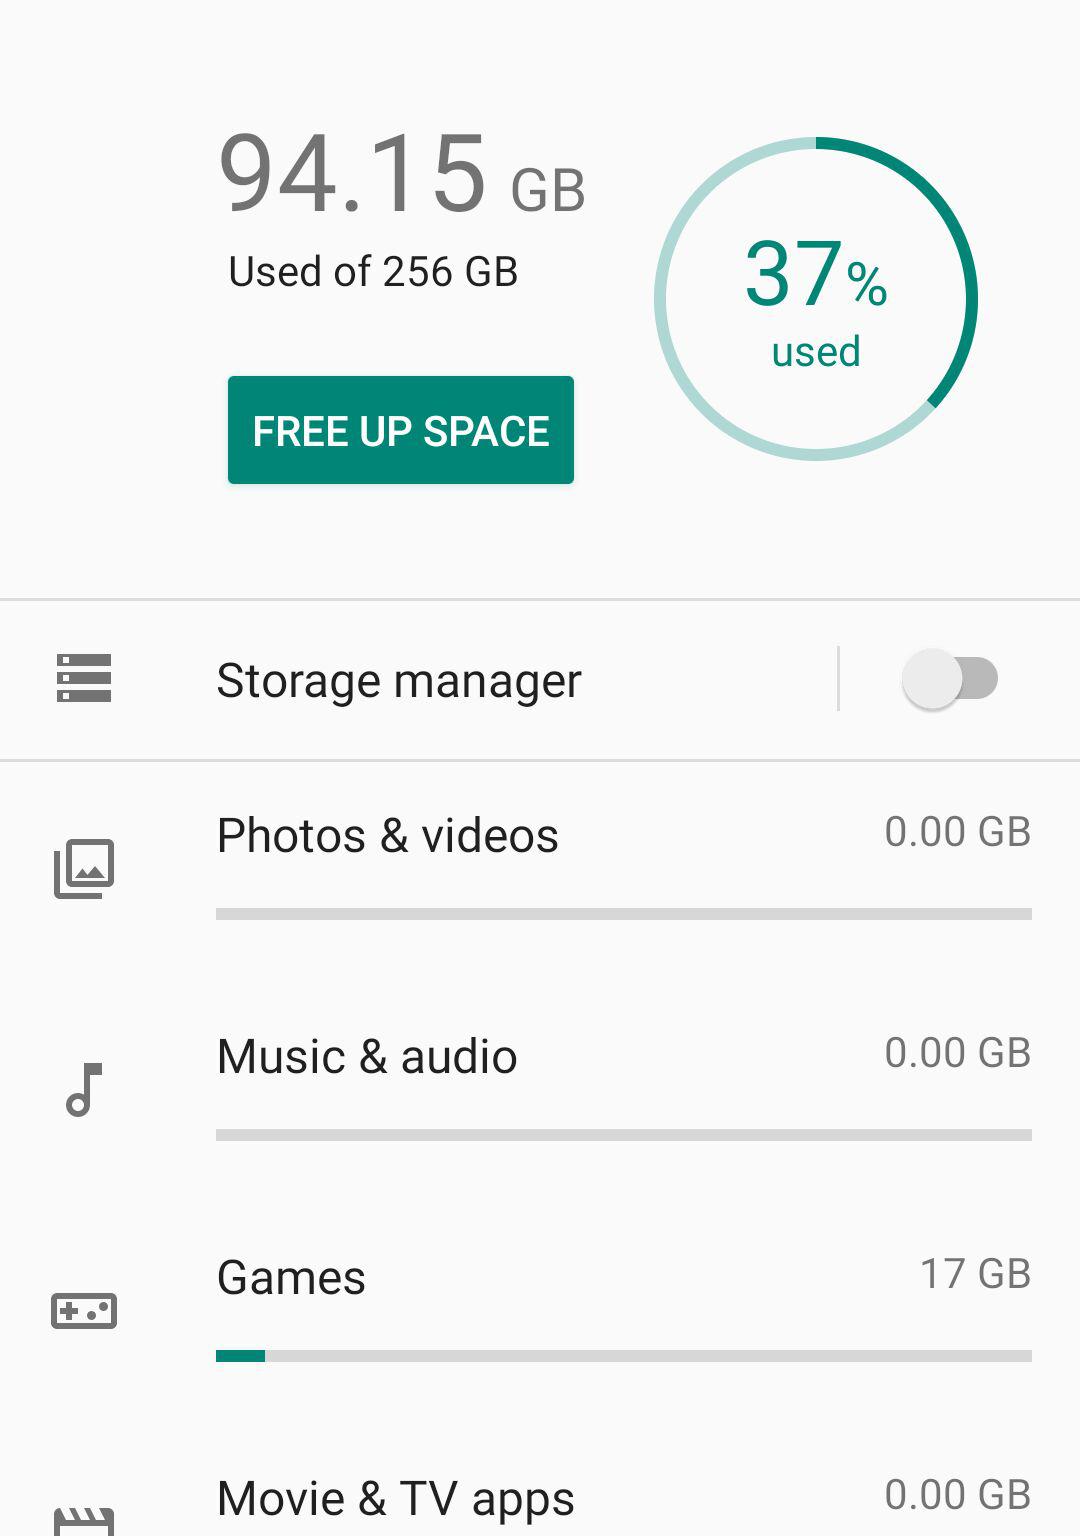 94.15 GB
Used of 256 GB
37%
used
FREE UP SPACE
Storage manager
Photos & videos 0.00 GB
Music & audio 0.00 GB
Games 17 GB
Movie & TV apps 0.00 GB